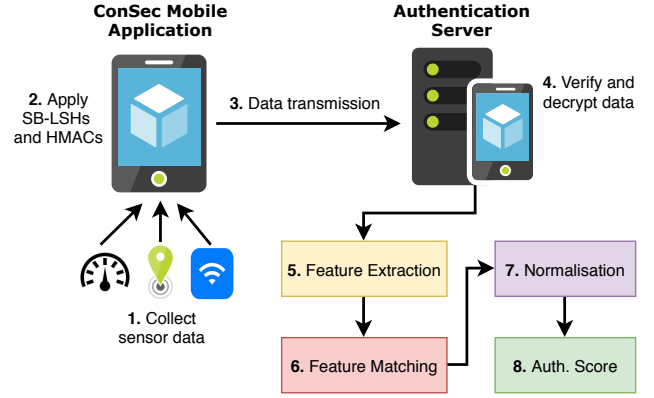 ConSec Mobile
Application
Authentication
Server
2. Apply
SB-LSHs
and HMACs
3. Data transmission
4. Verify and
decrypt data
1. Collect
sensor data
5. Feature Extraction
6. Feature Matching
7. Normalisation
8. Auth. Score